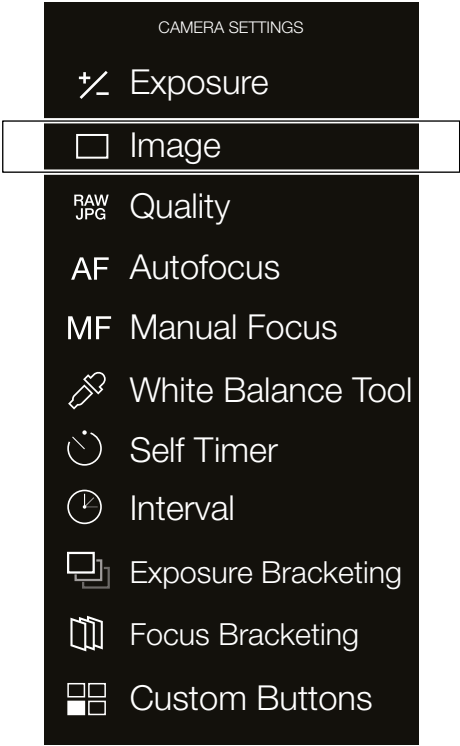 CAMERA SETTINGS
+/– Exposure
Image
RAW
JPG Quality
AF Autofocus
MF Manual Focus
White Balance Tool
Self Timer
Interval
Exposure Bracketing
Focus Bracketing
Custom Buttons